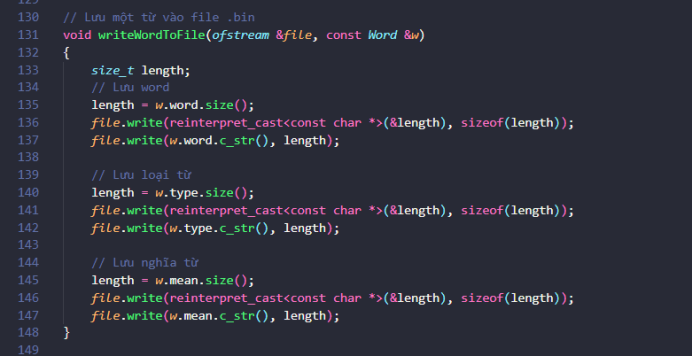 129
130 // Lưu một từ vào file .bin
131 void writeWordToFile(ofstream &file, const Word &w)
132 {
133     size_t length;
134     // Lưu word
135     length = w.word.size();
136     file.write(reinterpret_cast<const char *>(&length), sizeof(length));
137     file.write(w.word.c_str(), length);
138
139     // Lưu loại từ
140     length = w.type.size();
141     file.write(reinterpret_cast<const char *>(&length), sizeof(length));
142     file.write(w.type.c_str(), length);
143
144     // Lưu nghĩa từ
145     length = w.mean.size();
146     file.write(reinterpret_cast<const char *>(&length), sizeof(length));
147     file.write(w.mean.c_str(), length);
148 }
149